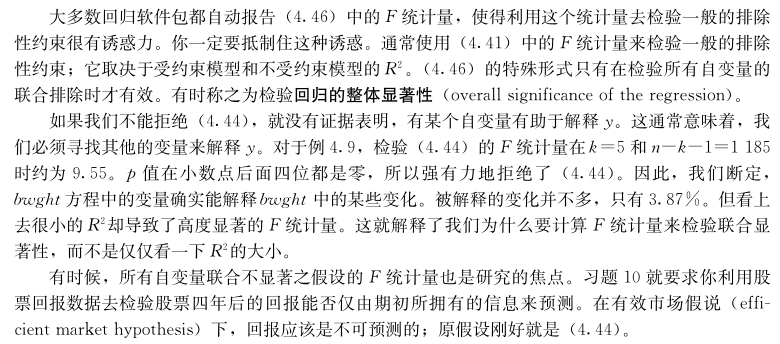 大多数回归软件包都自动报告(4.46)中的 F 统计量,使得利用这个统计量去检验一般的排除
性约束很有诱惑力。你一定要抵制住这种诱惑。通常使用(4.41)中的 F 统计量来检验一般的排除
性约束;它取决于受约束模型和不受约束模型的 R²。(4.46)的特殊形式只有在检验所有自变量的
联合排除时才有效。有时称之为检验回归的整体显著性(overall significance of the regression)。
如果我们不能拒绝(4.44),就没有证据表明,有某个自变量有助于解释 y。这通常意味着,我
们必须寻找其他的变量来解释 y。对于例 4.9,检验(4.44)的 F 统计量在 k=5 和 n-k-1=1 185
时约为 9.55。p 值在小数点后面四位都是零,所以强有力地拒绝了(4.44)。因此,我们断定,
bwght 方程中的变量确实能解释 bwght 中的某些变化。被解释的变化并不多,只有 3.87%。但看上
去很小的 R²却导致了高度显著的 F 统计量。这就解释了我们为什么要计算 F 统计量来检验联合显
著性,而不是仅仅看一下 R²的大小。
有时候,所有自变量联合不显著之假设的 F 统计量也是研究的焦点。习题 10 就要求你利用股
票回报数据去检验股票四年后的回报能否仅由期初所拥有的信息来预测。在有效市场假说(effi-
cient market hypothesis)下,回报应该是不可预测的;原假设刚好就是(4.44)。